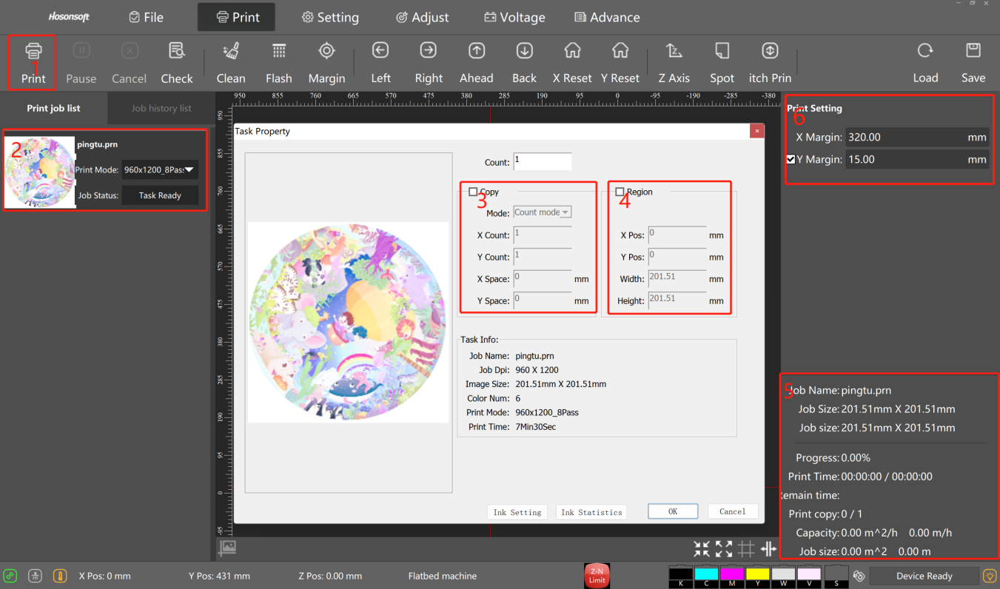 Hosonsoft
File
Print
Setting
Adjust
Voltage
Advance
Print
Pause
Cancel
Check
Clean
Flash
Margin
Left
Right
Ahead
Back
X Reset
Y Reset
Z Axis
Spot
itch Prin
Load
Save
1
Print job list
Job history list
950 855 760 665 570 475 380 285 190 95 0 -95 -190 -285 -380
950
855
760
665
570
475
380
285
190
95
0
-95
2
pingtu.prn
Print Mode: 960x1200_8Pas:
Job Status: Task Ready
Task Property
Count: 1
Copy
3
Mode: Count mode
X Count: 1
Y Count: 1
X Space: 0 mm
Y Space: 0 mm
Region
4
X Pos: 0 mm
Y Pos: 0 mm
Width: 201.51 mm
Height: 201.51 mm
Task Info:
Job Name: pingtu.prn
Job Dpi: 960 X 1200
Image Size: 201.51mm X 201.51mm
Color Num: 6
Print Mode: 960x1200_8Pass
Print Time: 7Min30Sec
Ink Setting
Ink Statistics
OK
Cancel
Print Setting
6
X Margin: 320.00 mm
Y Margin: 15.00 mm
5
Job Name: pingtu.prn
Job Size: 201.51mm X 201.51mm
Job size: 201.51mm X 201.51mm
Progress: 0.00%
Print Time: 00:00:00 / 00:00:00
emain time:
Print copy: 0 / 1
Capacity: 0.00 m^2/h 0.00 m/h
Job size: 0.00 m^2 0.00 m
X Pos: 0 mm
Y Pos: 431 mm
Z Pos: 0.00 mm
Flatbed machine
Z-N
Limit
K C M Y W V S
Device Ready